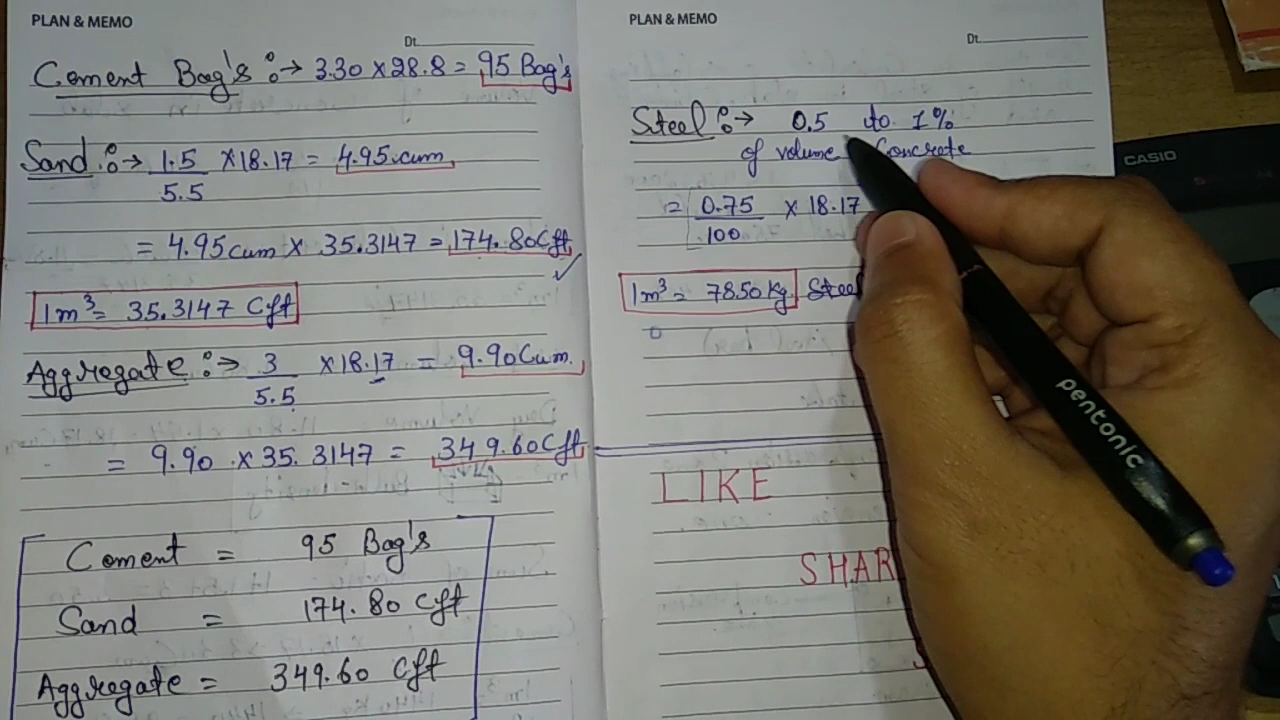 PLAN & MEMO
Dt.
Cement Bag's :→ 3.30 × 28.8 = 95 Bag's
Sand :→ 1.5 × 18.17 = 4.95 cum
5.5
= 4.95 cum × 35.3147 = 174.80 Cft
1m³ = 35.3147 Cft
Aggregate :→ 3 × 18.17 = 9.90 Cum
5.5
= 9.90 × 35.3147 = 349.60 Cft
Cement = 95 Bag's
Sand = 174.80 Cft
Aggregate = 349.60 Cft
PLAN & MEMO
Dt.
Steel :→ 0.5 to 1%
of volume Concrete
= 0.75 × 18.17
100
1m³ = 7850 Kg Steel
LIKE
SHAR
CASIO
pentonic